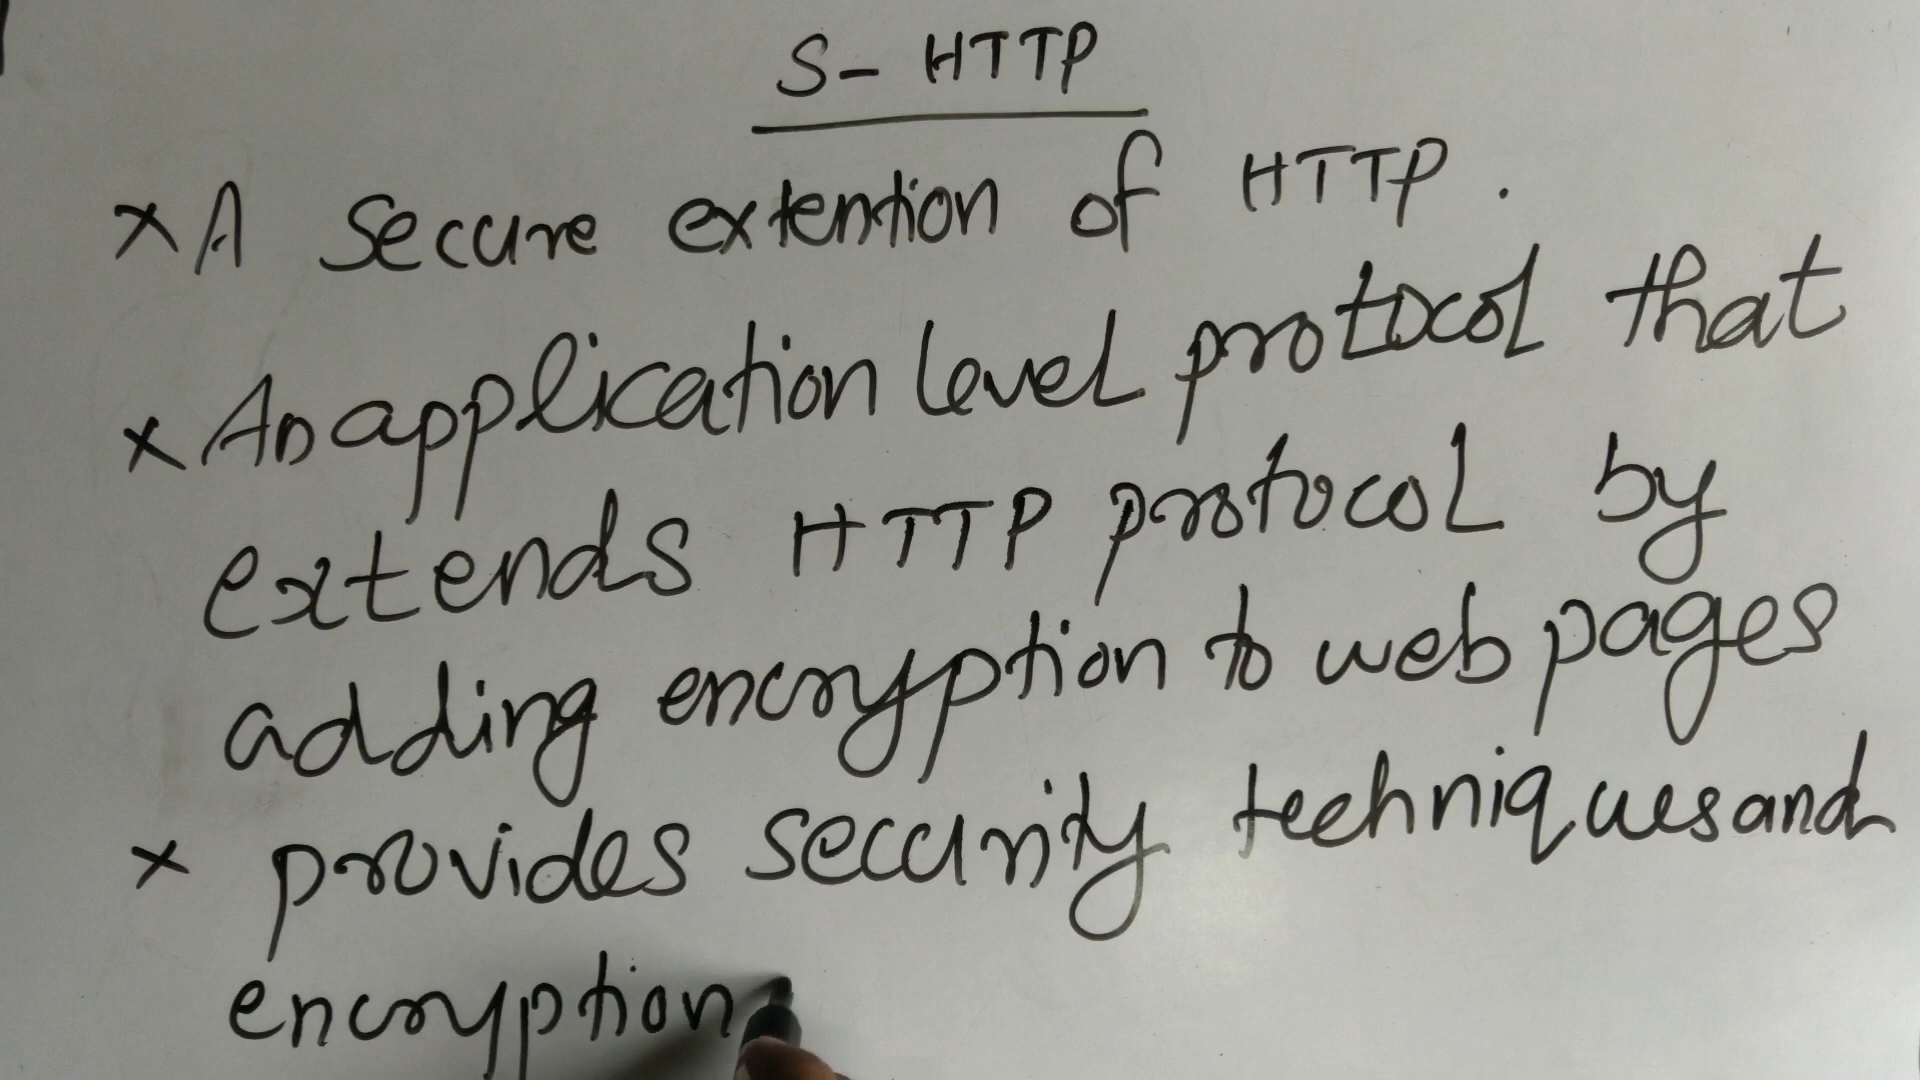 S- HTTP
x A secure extention of HTTP.
x An application level protocol that
extends HTTP protocol by
adding encryption to web pages
x provides security techniques and
encryption